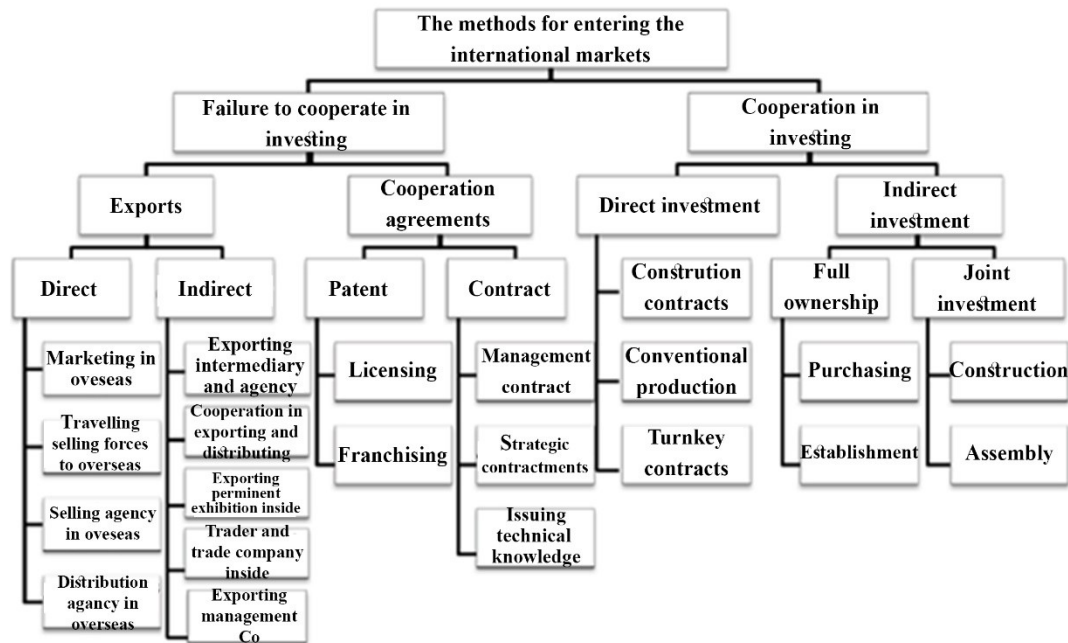 The methods for entering the
international markets
Failure to cooperate in
investing
Cooperation in
investing
Exports
Cooperation
agreements
Direct investment
Indirect
investment
Direct
Indirect
Patent
Contract
Constrution
contracts
Full
ownership
Joint
investment
Marketing in
oveseas
Exporting
intermediary
and agency
Licensing
Management
contract
Conventional
production
Purchasing
Construction
Travelling
selling forces
to overseas
Cooperation in
exporting and
distributing
Franchising
Strategic
contractments
Turnkey
contracts
Establishment
Assembly
Selling agency
in oveseas
Exporting
perminent
exhibition inside
Issuing
technical
knowledge
Trader and
trade company
inside
Distribution
agancy in
overseas
Exporting
management
Co